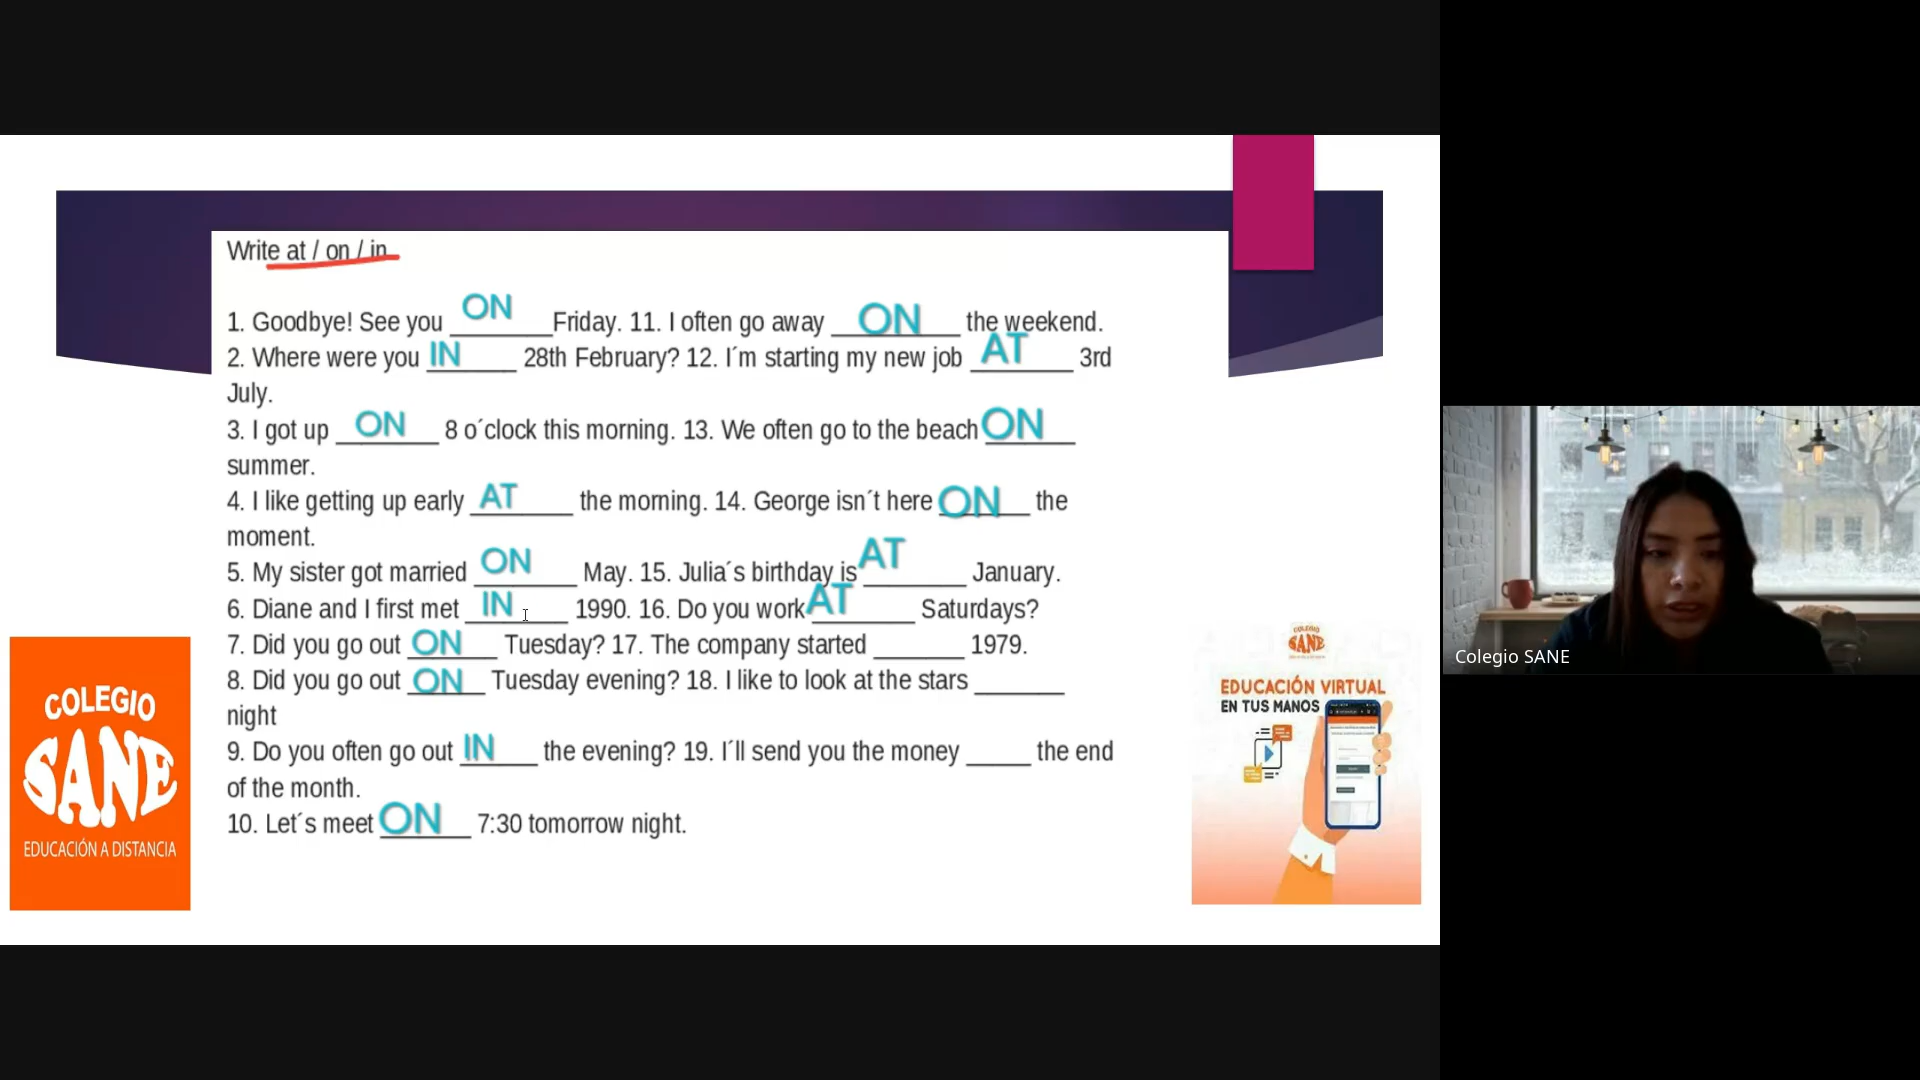 Write at / on / in
1. Goodbye! See you ON Friday. 11. I often go away ON the weekend.
2. Where were you IN 28th February? 12. I´m starting my new job AT 3rd
July.
3. I got up ON 8 o´clock this morning. 13. We often go to the beach ON
summer.
4. I like getting up early AT the morning. 14. George isn´t here ON the
moment.
5. My sister got married ON May. 15. Julia´s birthday is AT January.
6. Diane and I first met IN 1990. 16. Do you work AT Saturdays?
7. Did you go out ON Tuesday? 17. The company started _______ 1979.
8. Did you go out ON Tuesday evening? 18. I like to look at the stars _______
night
9. Do you often go out IN the evening? 19. I´ll send you the money _____ the end
of the month.
10. Let´s meet ON 7:30 tomorrow night.
COLEGIO
SANE
EDUCACIÓN A DISTANCIA
COLEGIO
SANE
EDUCACIÓN VIRTUAL
EN TUS MANOS
Colegio SANE